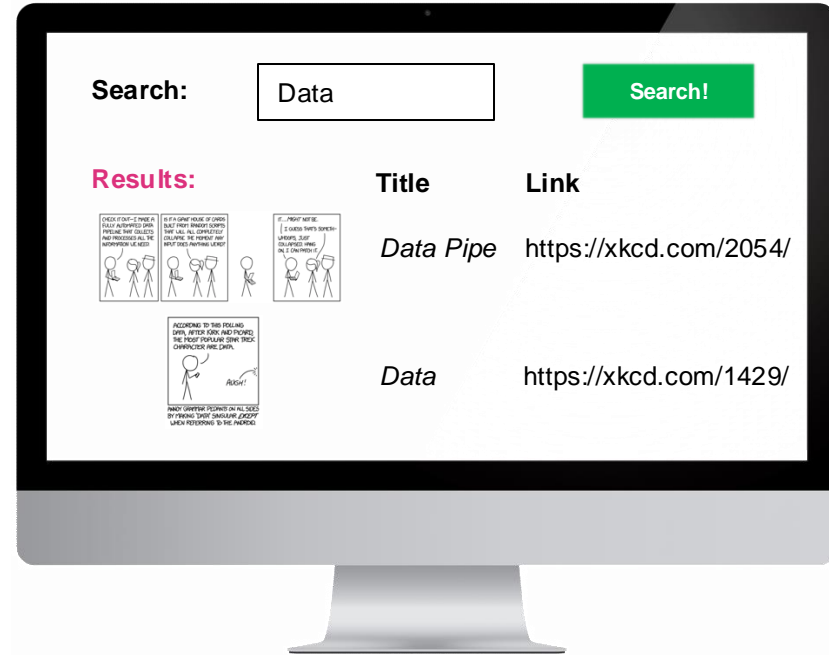 Search:
Data
Search!
Results:
Title
Link
CHECK IT OUT—I MADE A
FULLY AUTOMATED DATA
PIPELINE THAT COLLECTS
AND PROCESSES ALL THE
INFORMATION WE NEED.
IS IT A GIANT HOUSE OF CARDS
BUILT FROM RANDOM SCRIPTS
THAT WILL ALL COMPLETELY
COLLAPSE THE MOMENT ANY
INPUT DOES ANYTHING WEIRD?
IT...MIGHT NOT BE.
I GUESS THAT'S SOMETH-
WHOOPS, JUST
COLLAPSED. HANG
ON, I CAN PATCH IT.
Data Pipe
https://xkcd.com/2054/
ACCORDING TO THIS POLLING
DATA, AFTER KIRK AND PICARD,
THE MOST POPULAR STAR TREK
CHARACTER ARE DATA.
AUGH!
ANNOY GRAMMAR PEDANTS ON ALL SIDES
BY MAKING "DATA" SINGULAR EXCEPT
WHEN REFERRING TO THE ANDROID.
Data
https://xkcd.com/1429/